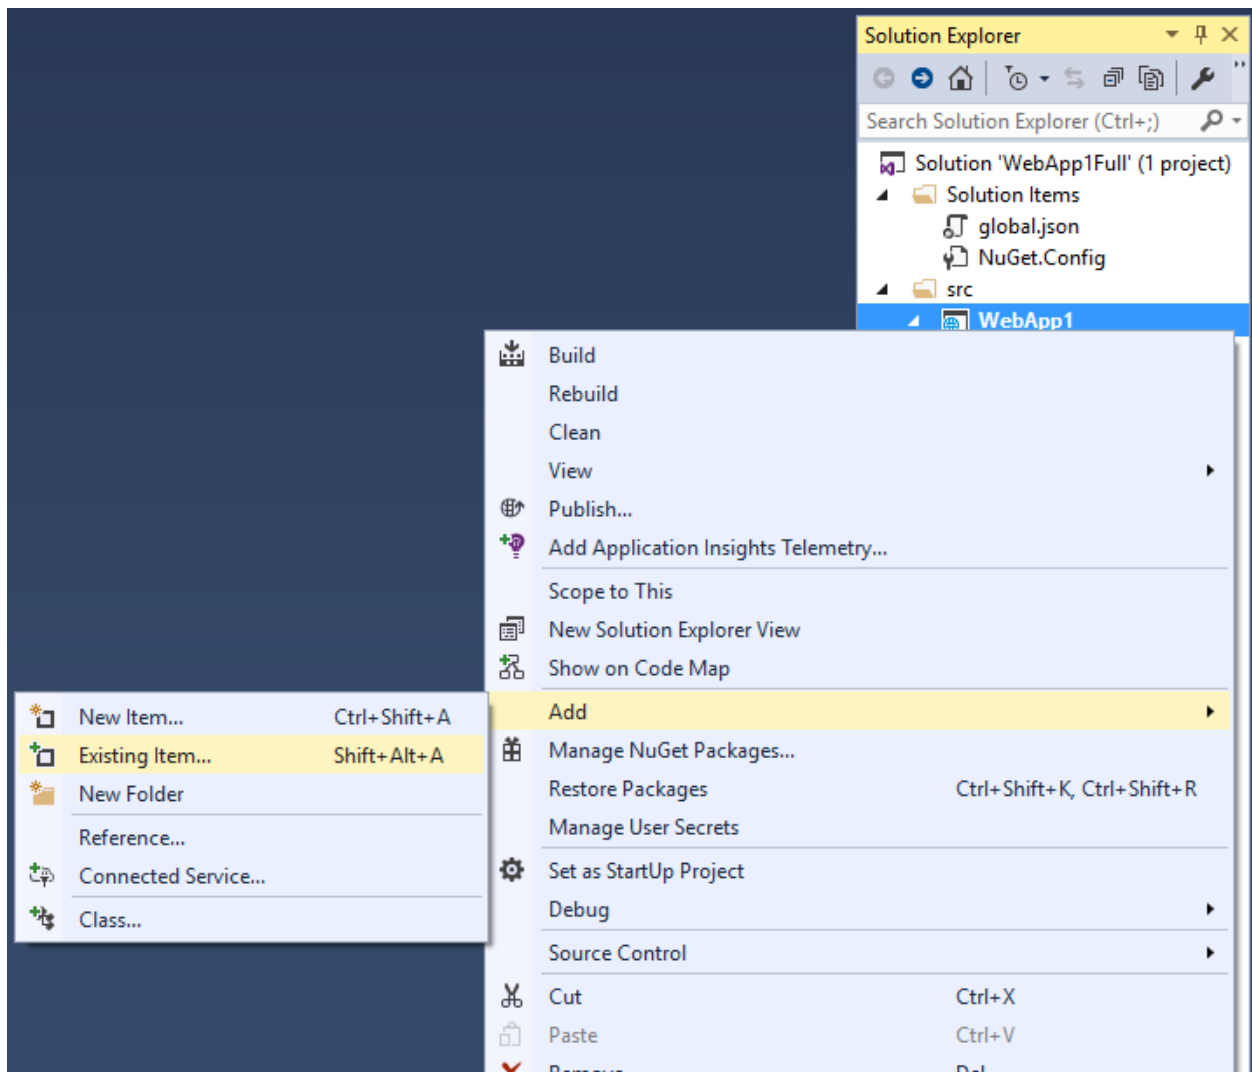 Solution Explorer
Search Solution Explorer (Ctrl+;)
Solution 'WebApp1Full' (1 project)
Solution Items
global.json
NuGet.Config
src
WebApp1
Build
Rebuild
Clean
View
Publish...
Add Application Insights Telemetry...
Scope to This
New Solution Explorer View
Show on Code Map
Add
Manage NuGet Packages...
Restore Packages Ctrl+Shift+K, Ctrl+Shift+R
Manage User Secrets
Set as StartUp Project
Debug
Source Control
Cut Ctrl+X
Paste Ctrl+V
Remove Del
New Item... Ctrl+Shift+A
Existing Item... Shift+Alt+A
New Folder
Reference...
Connected Service...
Class...